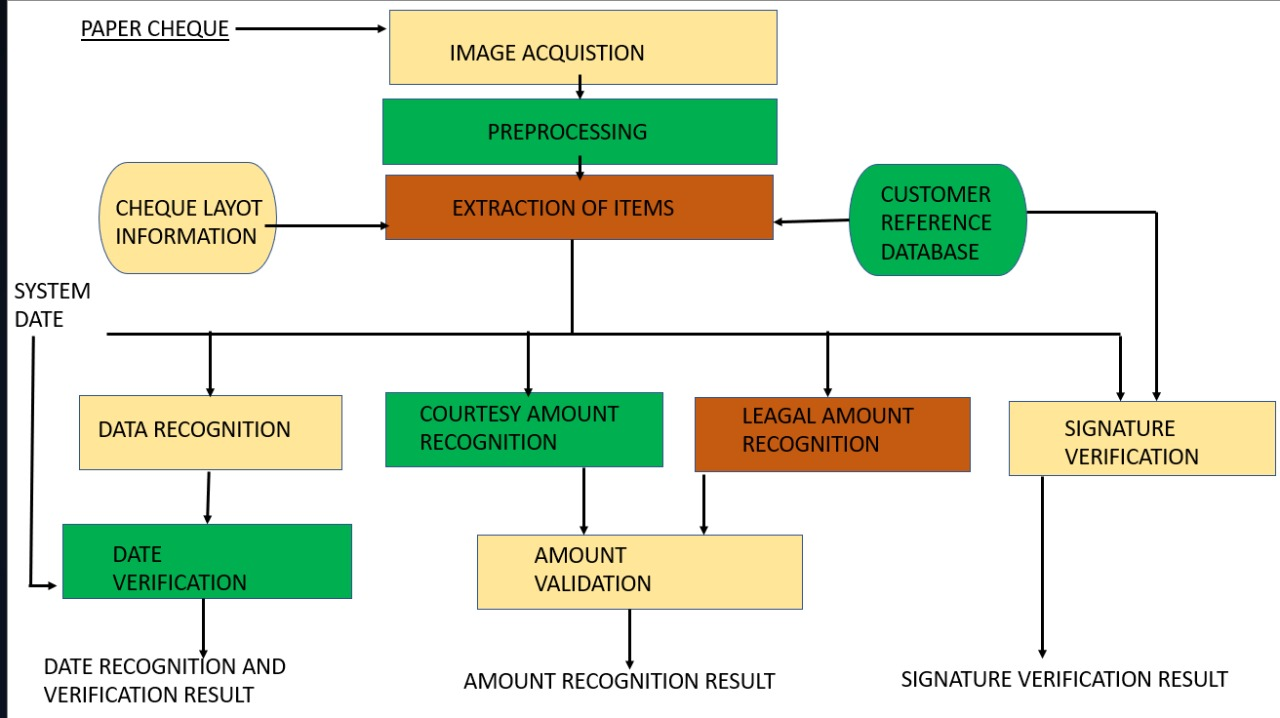 PAPER CHEQUE
IMAGE ACQUISTION
PREPROCESSING
CHEQUE LAYOT
INFORMATION
EXTRACTION OF ITEMS
CUSTOMER
REFERENCE
DATABASE
SYSTEM
DATE
DATA RECOGNITION
COURTESY AMOUNT
RECOGNITION
LEAGAL AMOUNT
RECOGNITION
SIGNATURE
VERIFICATION
DATE
VERIFICATION
AMOUNT
VALIDATION
DATE RECOGNITION AND
VERIFICATION RESULT
AMOUNT RECOGNITION RESULT
SIGNATURE VERIFICATION RESULT